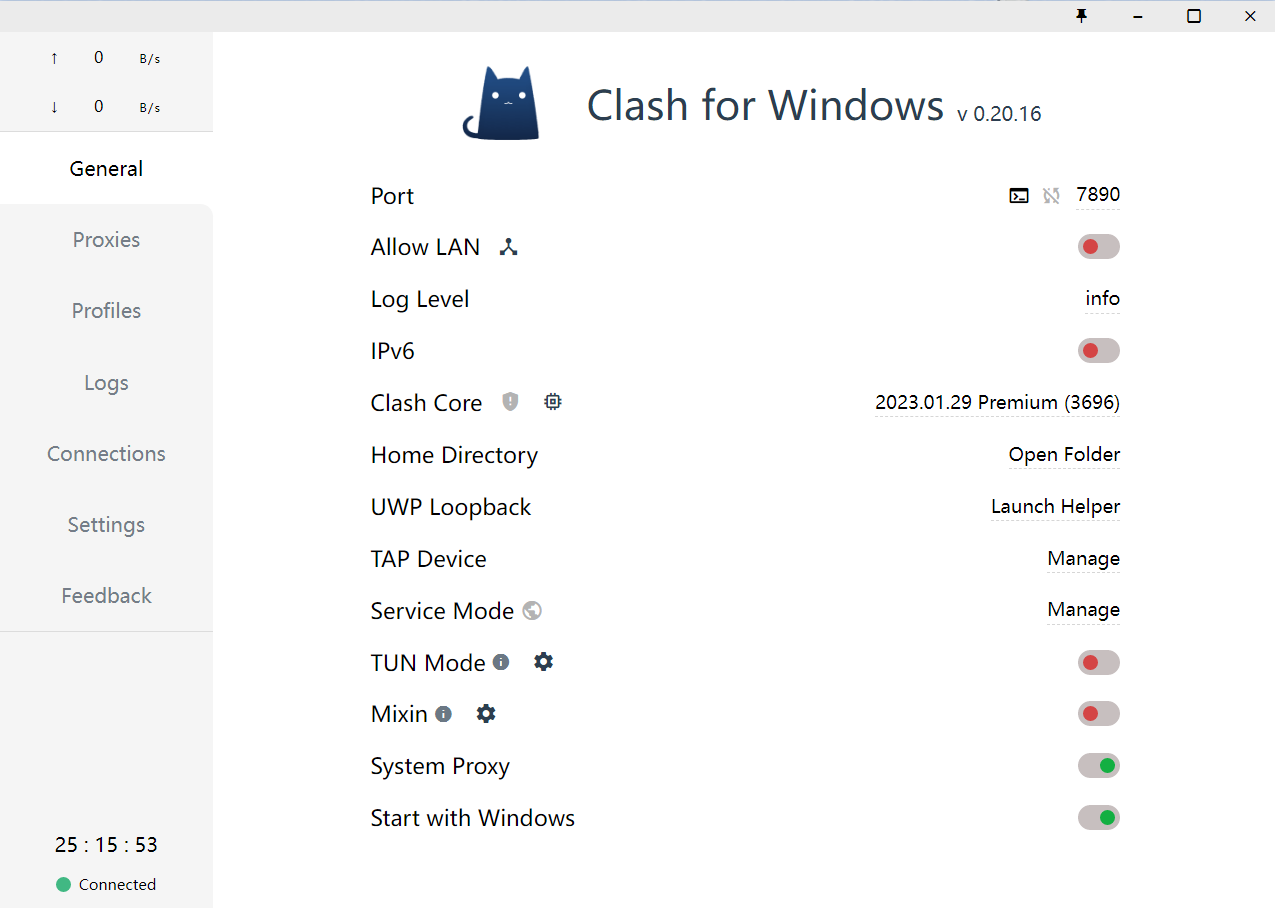 ↑ 0 B/s
↓ 0 B/s
General
Proxies
Profiles
Logs
Connections
Settings
Feedback
25 : 15 : 53
Connected
Clash for Windows v 0.20.16
Port 7890
Allow LAN
Log Level info
IPv6
Clash Core 2023.01.29 Premium (3696)
Home Directory Open Folder
UWP Loopback Launch Helper
TAP Device Manage
Service Mode Manage
TUN Mode
Mixin
System Proxy
Start with Windows